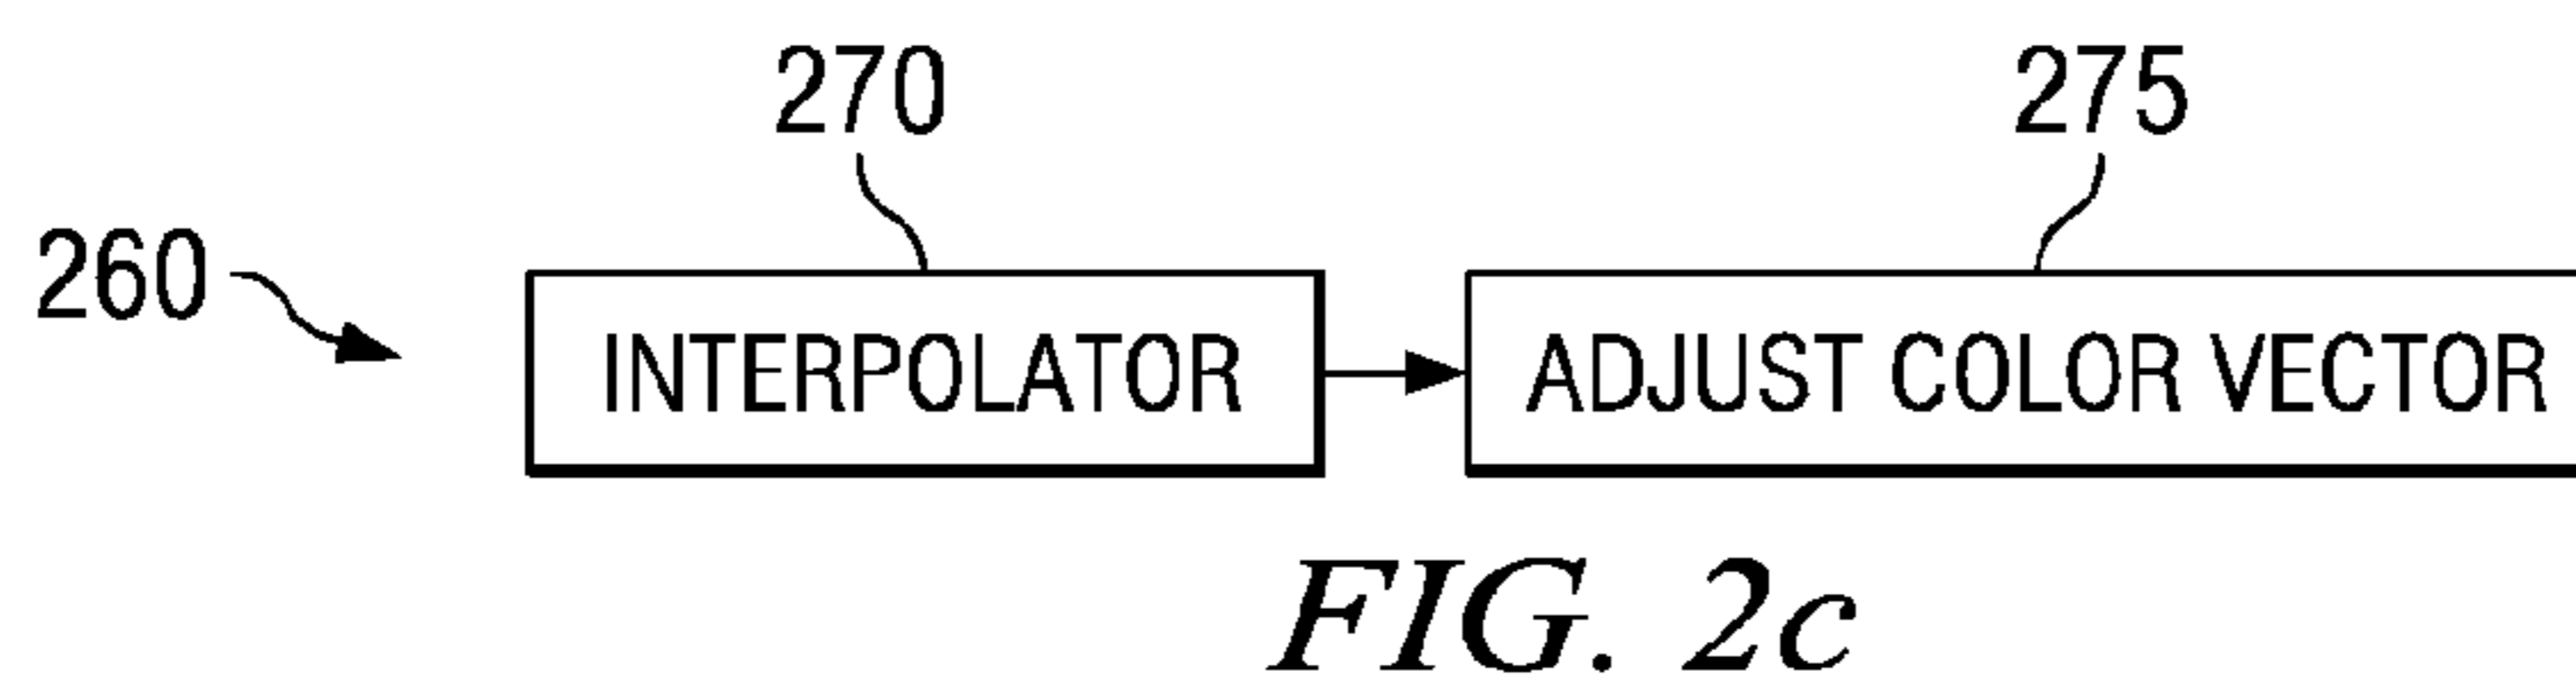 270
275
260
INTERPOLATOR
ADJUST COLOR VECTOR
FIG. 2c